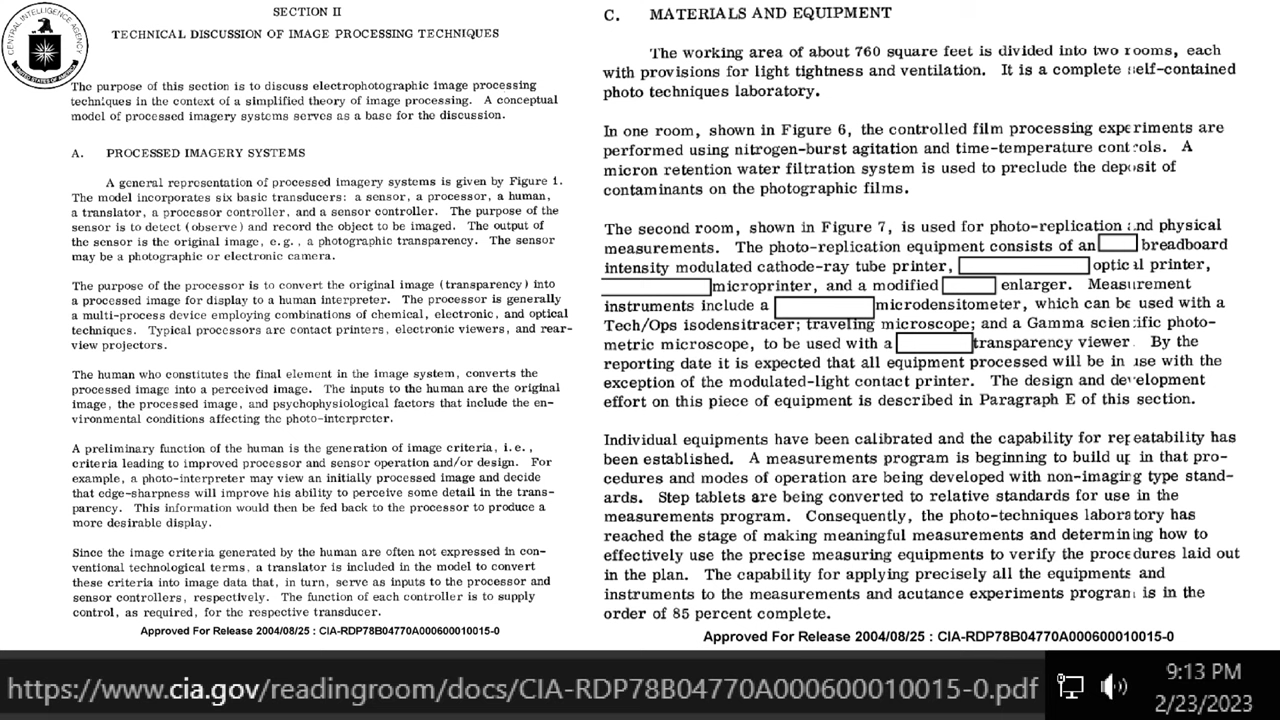 CENTRAL INTELLIGENCE AGENCY
UNITED STATES OF AMERICA
SECTION II
TECHNICAL DISCUSSION OF IMAGE PROCESSING TECHNIQUES
The purpose of this section is to discuss electrophotographic image processing
techniques in the context of a simplified theory of image processing. A conceptual
model of processed imagery systems serves as a base for the discussion.
A. PROCESSED IMAGERY SYSTEMS
A general representation of processed imagery systems is given by Figure 1.
The model incorporates six basic transducers: a sensor, a processor, a human,
a translator, a processor controller, and a sensor controller. The purpose of the
sensor is to detect (observe) and record the object to be imaged. The output of
the sensor is the original image, e.g., a photographic transparency. The sensor
may be a photographic or electronic camera.
The purpose of the processor is to convert the original image (transparency) into
a processed image for display to a human interpreter. The processor is generally
a multi-process device employing combinations of chemical, electronic, and optical
techniques. Typical processors are contact printers, electronic viewers, and rear-
view projectors.
The human who constitutes the final element in the image system, converts the
processed image into a perceived image. The inputs to the human are the original
image, the processed image, and psychophysiological factors that include the en-
vironmental conditions affecting the photo-interpreter.
A preliminary function of the human is the generation of image criteria, i.e.,
criteria leading to improved processor and sensor operation and/or design. For
example, a photo-interpreter may view an initially processed image and decide
that edge-sharpness will improve his ability to perceive some detail in the trans-
parency. This information would then be fed back to the processor to produce a
more desirable display.
Since the image criteria generated by the human are often not expressed in con-
ventional technological terms, a translator is included in the model to convert
these criteria into image data that, in turn, serve as inputs to the processor and
sensor controllers, respectively. The function of each controller is to supply
control, as required, for the respective transducer.
Approved For Release 2004/08/25 : CIA-RDP78B04770A000600010015-0
C. MATERIALS AND EQUIPMENT
The working area of about 760 square feet is divided into two rooms, each
with provisions for light tightness and ventilation. It is a complete self-contained
photo techniques laboratory.
In one room, shown in Figure 6, the controlled film processing experiments are
performed using nitrogen-burst agitation and time-temperature controls. A
micron retention water filtration system is used to preclude the deposit of
contaminants on the photographic films.
The second room, shown in Figure 7, is used for photo-replication and physical
measurements. The photo-replication equipment consists of an breadboard
intensity modulated cathode-ray tube printer, optical printer,
microprinter, and a modified enlarger. Measurement
instruments include a microdensitometer, which can be used with a
Tech/Ops isodensitracer; traveling microscope; and a Gamma scientific photo-
metric microscope, to be used with a transparency viewer. By the
reporting date it is expected that all equipment processed will be in use with the
exception of the modulated-light contact printer. The design and development
effort on this piece of equipment is described in Paragraph E of this section.
Individual equipments have been calibrated and the capability for repeatability has
been established. A measurements program is beginning to build up in that pro-
cedures and modes of operation are being developed with non-imaging type stand-
ards. Step tablets are being converted to relative standards for use in the
measurements program. Consequently, the photo-techniques laboratory has
reached the stage of making meaningful measurements and determining how to
effectively use the precise measuring equipments to verify the procedures laid out
in the plan. The capability for applying precisely all the equipments and
instruments to the measurements and acutance experiments program is in the
order of 85 percent complete.
Approved For Release 2004/08/25 : CIA-RDP78B04770A000600010015-0
https://www.cia.gov/readingroom/docs/CIA-RDP78B04770A000600010015-0.pdf
9:13 PM
2/23/2023